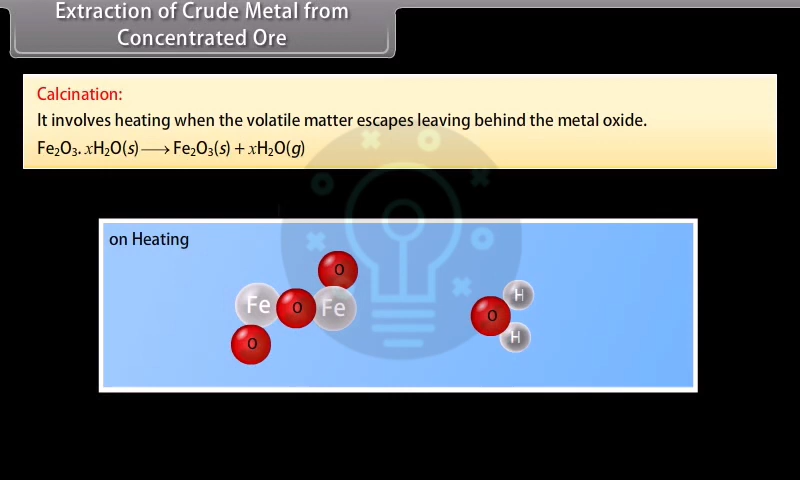 Extraction of Crude Metal from
Concentrated Ore
Calcination:
It involves heating when the volatile matter escapes leaving behind the metal oxide.
Fe₂O₃. xH₂O(s) ⟶ Fe₂O₃(s) + xH₂O(g)
on Heating
O
Fe O Fe
O
H
O
H